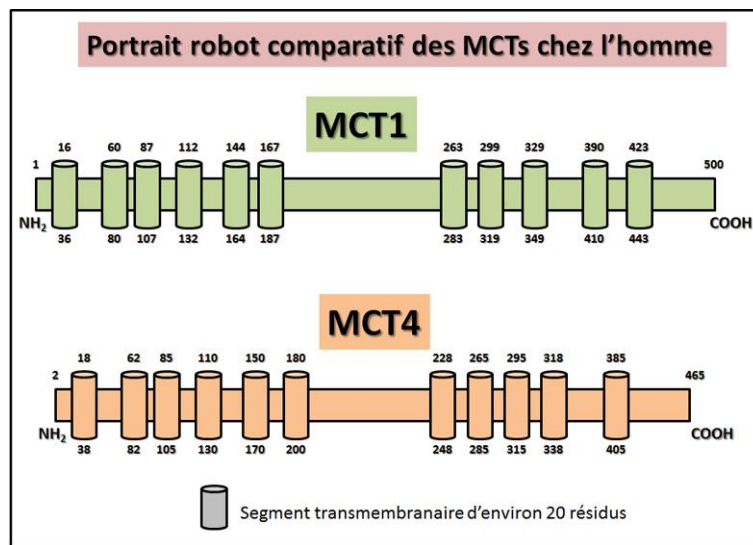 Portrait robot comparatif des MCTs chez l'homme
MCT1
16 60 87 112 144 167 263 299 329 390 423
1 500
NH2 COOH
36 80 107 132 164 187 283 319 349 410 443
MCT4
18 62 85 110 150 180 228 265 295 318 385
2 465
NH2 COOH
38 82 105 130 170 200 248 285 315 338 405
Segment transmembranaire d'environ 20 résidus